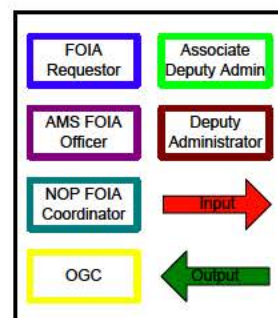 FOIA
Requestor
Associate
Deputy Admin
AMS FOIA
Officer
Deputy
Administrator
NOP FOIA
Coordinator
Input
OGC
Output